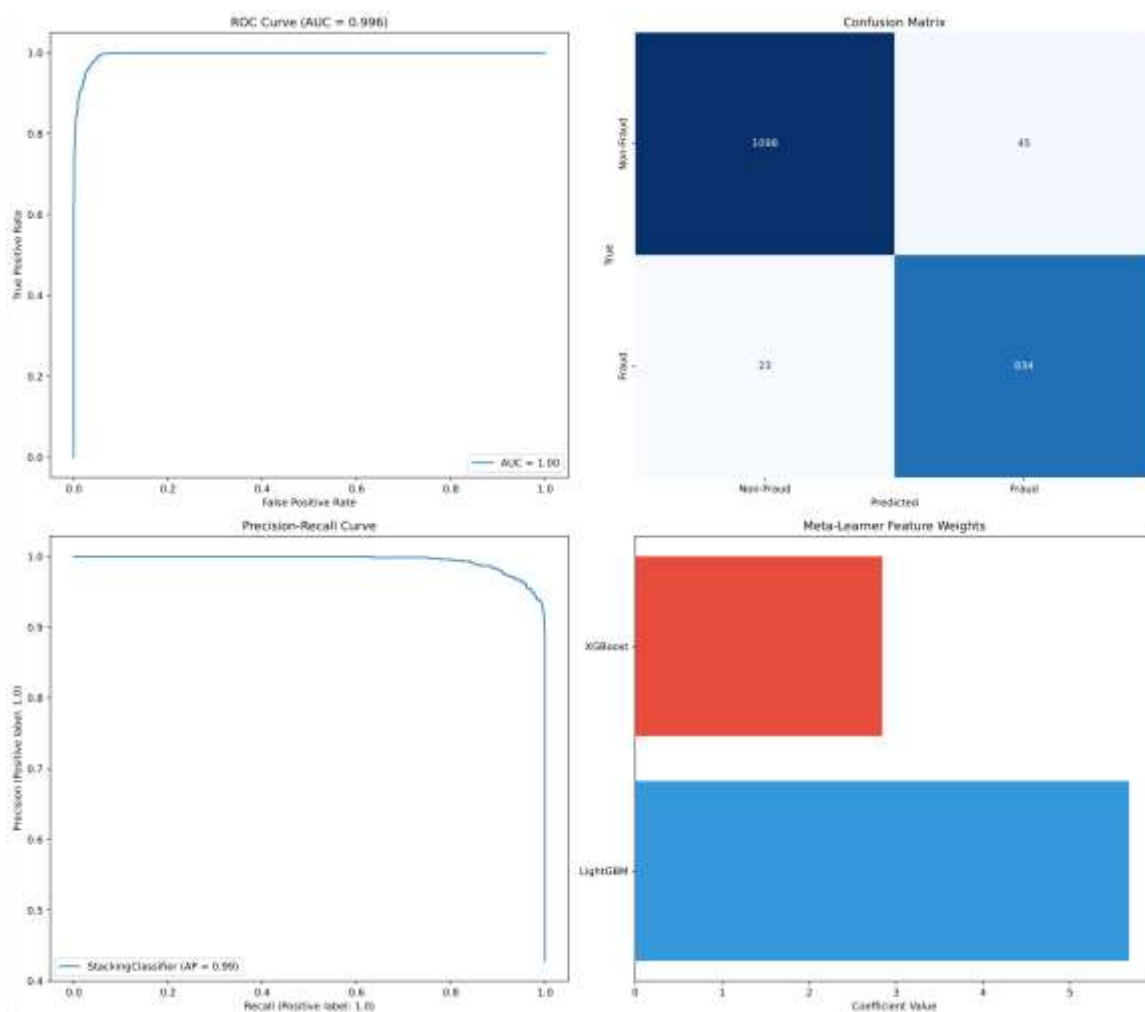 ROC Curve (AUC = 0.996)
1.0
0.8
0.6
0.4
0.2
0.0
True Positive Rate
AUC = 1.00
0.0 0.2 0.4 0.6 0.8 1.0
False Positive Rate
Confusion Matrix
Non-Fraud
1098 45
True
Fraud
23 834
Non-Fraud Fraud
Predicted
Precision-Recall Curve
1.0
0.9
0.8
0.7
0.6
0.5
0.4
Precision (Positive label: 1.0)
StackingClassifier (AP = 0.99)
0.0 0.2 0.4 0.6 0.8 1.0
Recall (Positive label: 1.0)
Meta-Learner Feature Weights
XGBoost
LightGBM
0 1 2 3 4 5
Coefficient Value